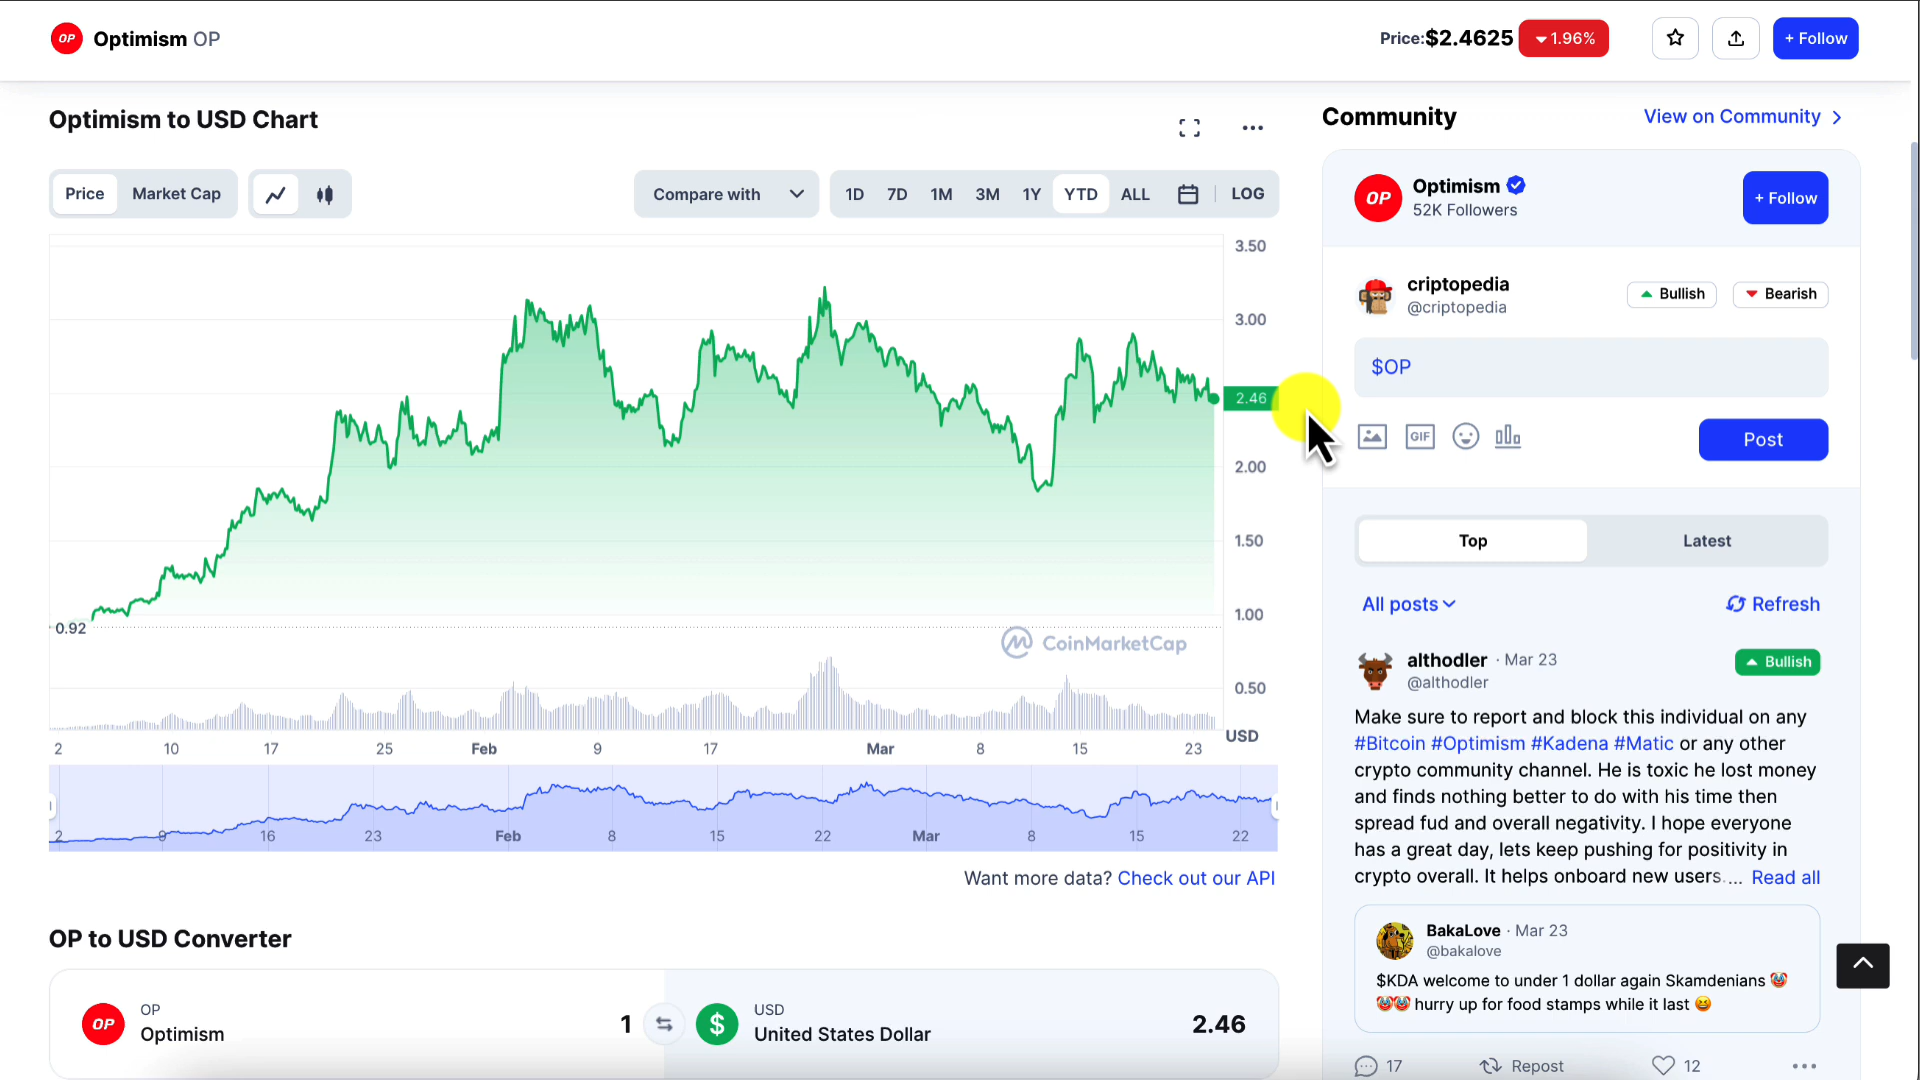 OP Optimism OP
Price:$2.4625 1.96% + Follow
Optimism to USD Chart
Price Market Cap
Compare with
1D 7D 1M 3M 1Y YTD ALL LOG
3.50
3.00
2.46
2.00
1.50
1.00
0.92
CoinMarketCap
0.50
USD
2 10 17 25 Feb 9 17 Mar 8 15 23
2 9 16 23 Feb 8 15 22 Mar 8 15 22
Want more data? Check out our API
OP to USD Converter
OP
OP
Optimism
1
$
USD
United States Dollar
2.46
Community
View on Community
OP
Optimism
52K Followers
+ Follow
criptopedia
@criptopedia
Bullish Bearish
$OP
GIF
Post
Top Latest
All posts Refresh
althodler · Mar 23
@althodler
Bullish
Make sure to report and block this individual on any
#Bitcoin #Optimism #Kadena #Matic or any other
crypto community channel. He is toxic he lost money
and finds nothing better to do with his time then
spread fud and overall negativity. I hope everyone
has a great day, lets keep pushing for positivity in
crypto overall. It helps onboard new users.... Read all
BakaLove · Mar 23
@bakalove
$KDA welcome to under 1 dollar again Skamdenians 🤡
🤡🤡 hurry up for food stamps while it last 😆
17 Repost 12